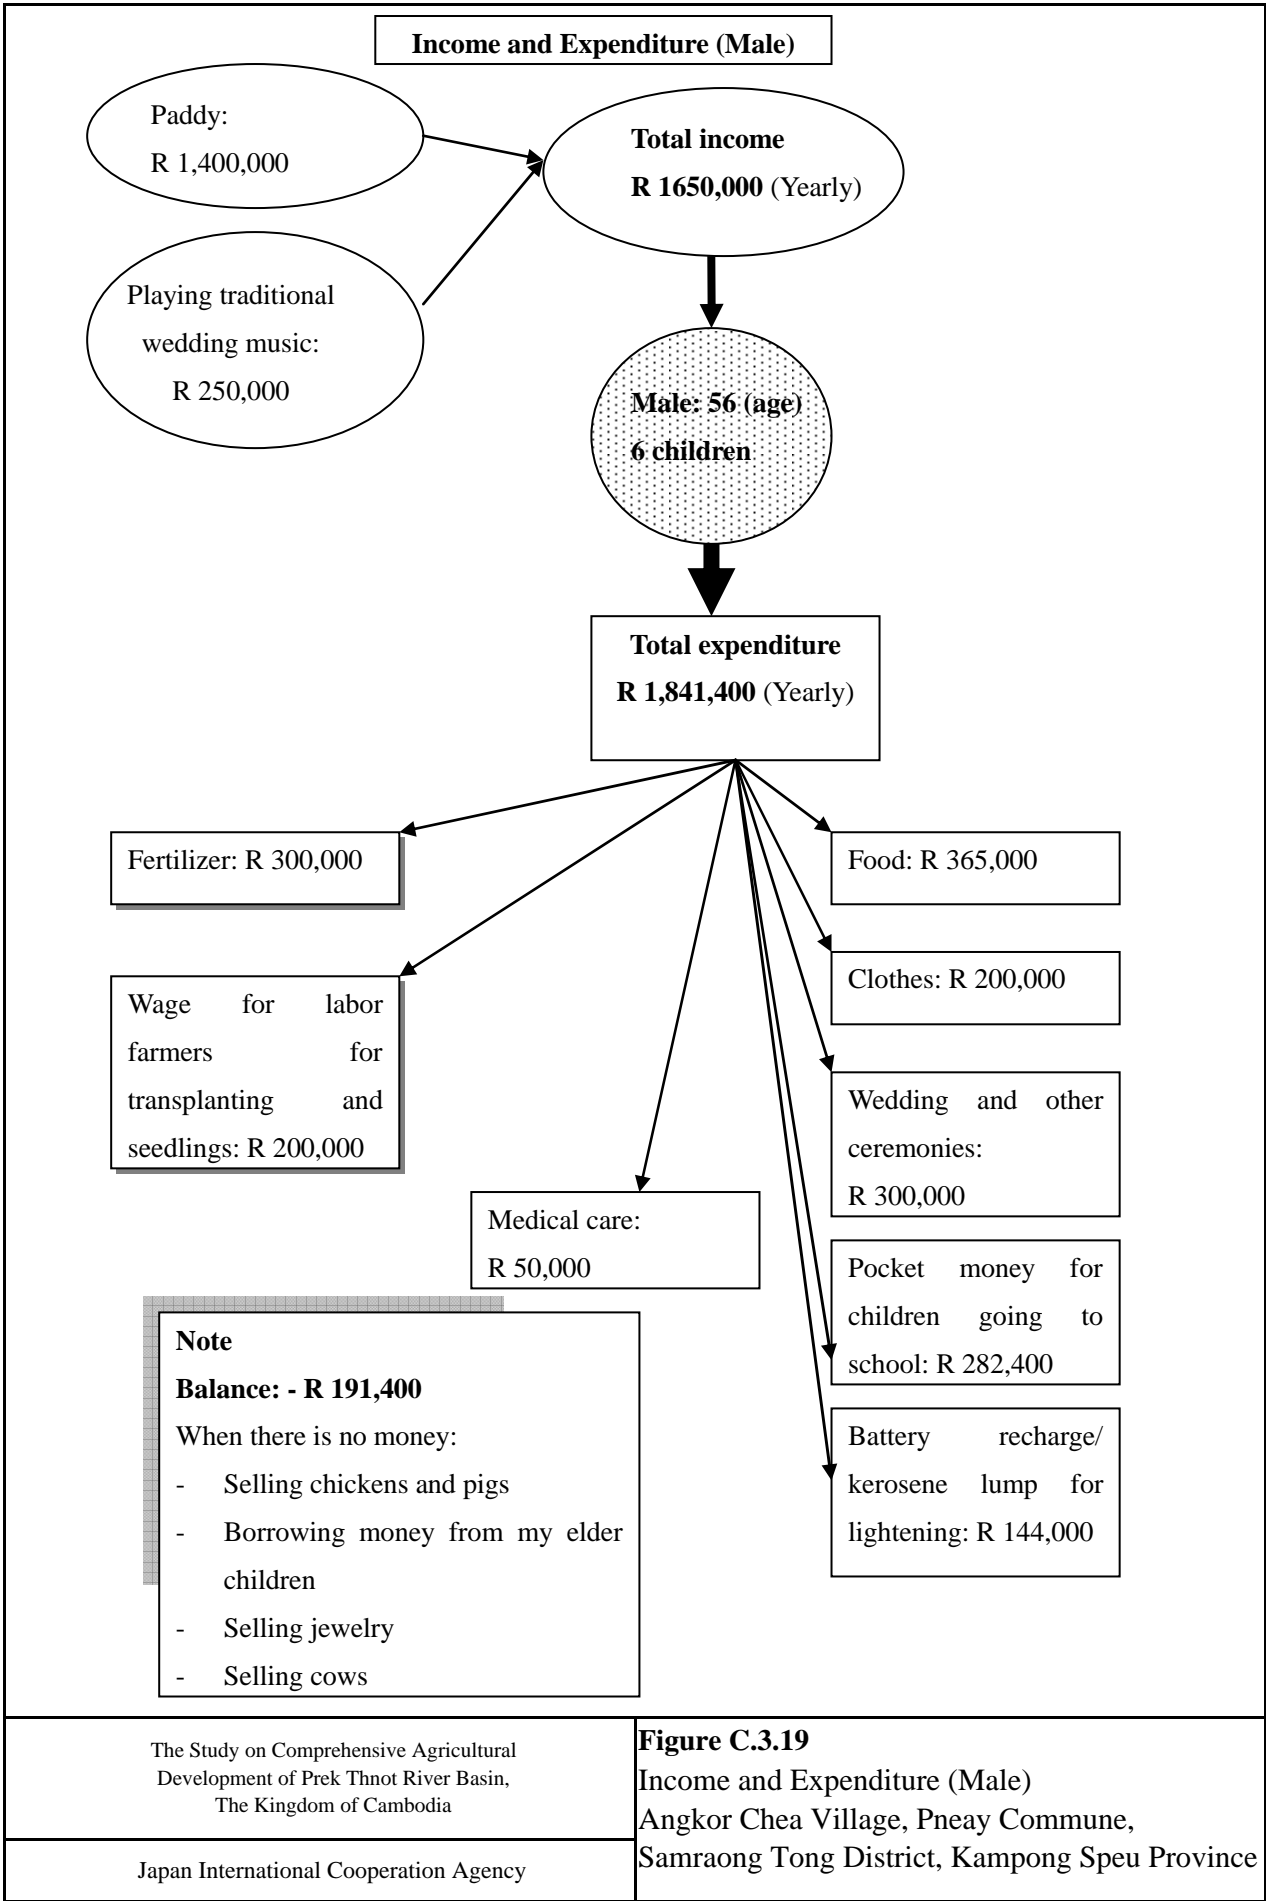 Income and Expenditure (Male)
Paddy:
R 1,400,000
Total income
R 1650,000 (Yearly)
Playing traditional
wedding music:
R 250,000
Male: 56 (age)
6 children
Total expenditure
R 1,841,400 (Yearly)
Fertilizer: R 300,000
Food: R 365,000
Wage for labor
farmers for
transplanting and
seedlings: R 200,000
Clothes: R 200,000
Wedding and other
ceremonies:
R 300,000
Medical care:
R 50,000
Pocket money for
children going to
school: R 282,400
Battery recharge/
kerosene lump for
lightening: R 144,000
Note
Balance: - R 191,400
When there is no money:
- Selling chickens and pigs
- Borrowing money from my elder
children
- Selling jewelry
- Selling cows
The Study on Comprehensive Agricultural
Development of Prek Thnot River Basin,
The Kingdom of Cambodia
Japan International Cooperation Agency
Figure C.3.19
Income and Expenditure (Male)
Angkor Chea Village, Pneay Commune,
Samraong Tong District, Kampong Speu Province